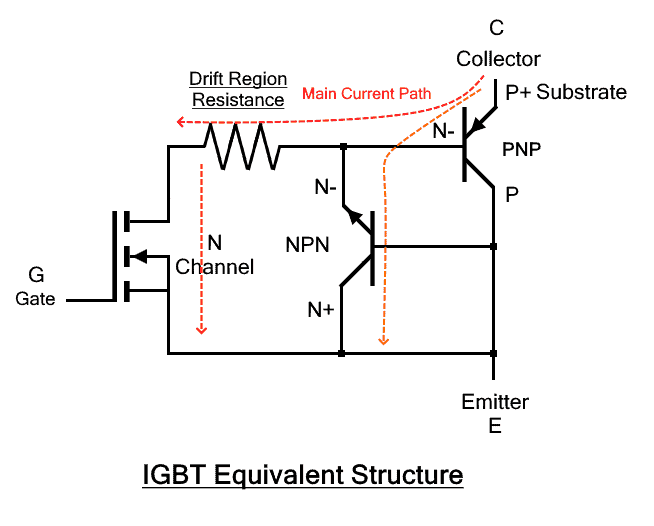 C
Collector
Drift Region
Resistance
Main Current Path
P+ Substrate
N-
PNP
N-
P
N
Channel
NPN
G
Gate
N+
Emitter
E
IGBT Equivalent Structure